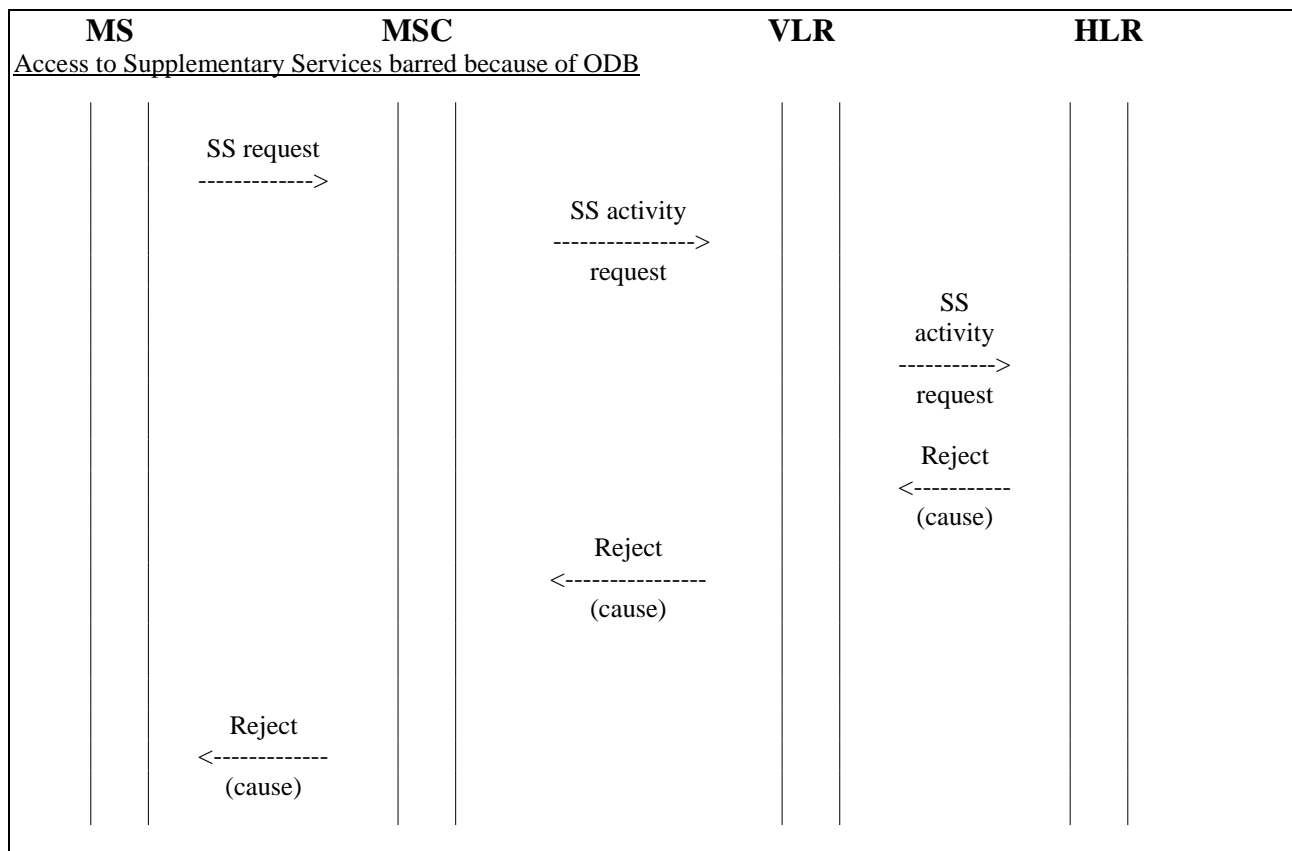 MS MSC VLR HLR
Access to Supplementary Services barred because of ODB
SS request
------------->
SS activity
----------------->
request
SS
activity
----------->
request
Reject
<-----------
(cause)
Reject
<-----------------
(cause)
Reject
<-------------
(cause)